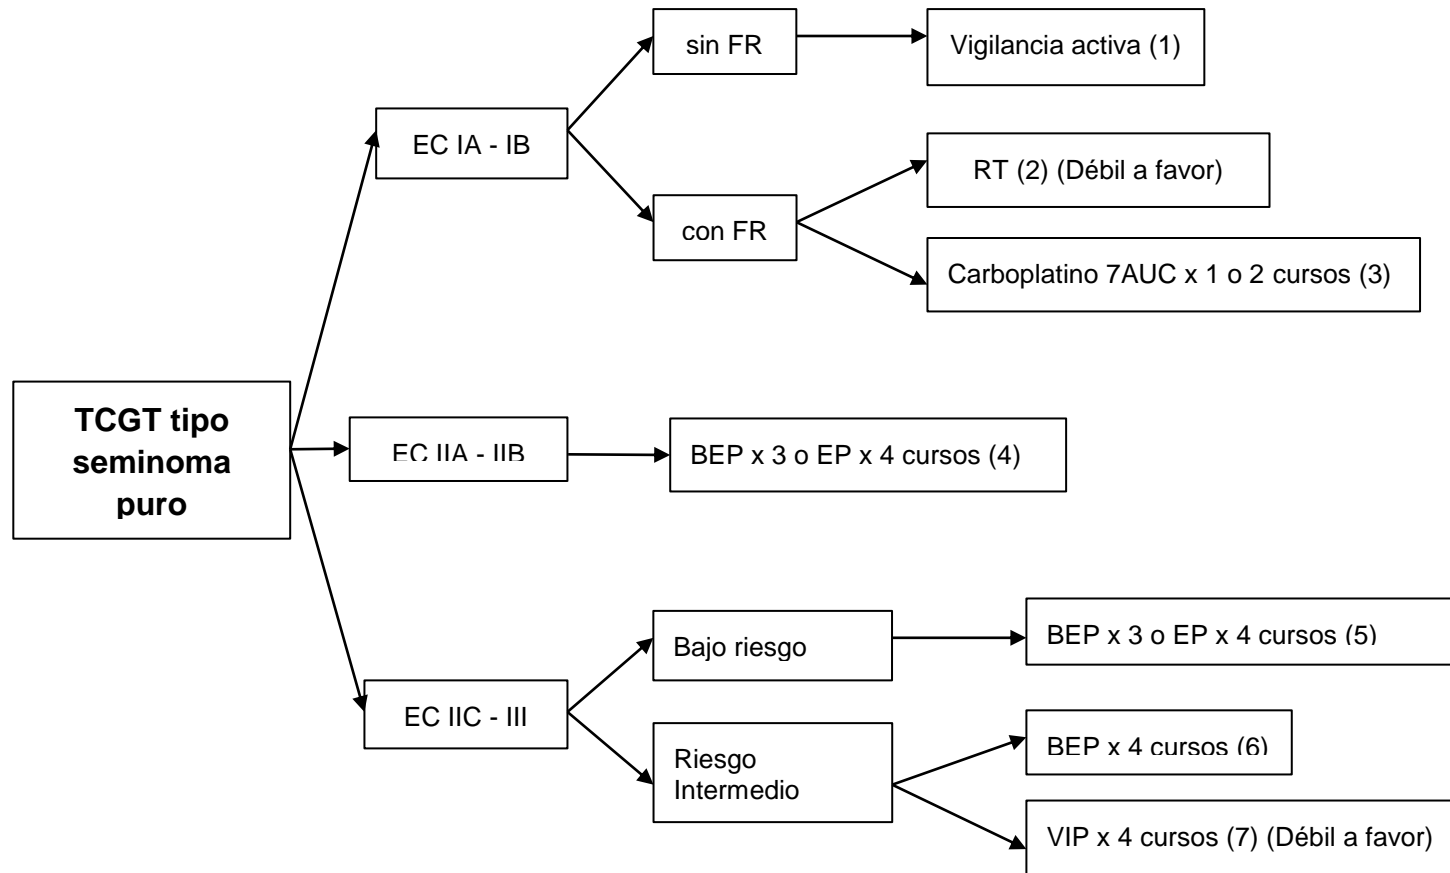 sin FR
Vigilancia activa (1)
EC IA - IB
RT (2) (Débil a favor)
con FR
Carboplatino 7AUC x 1 o 2 cursos (3)
TCGT tipo
seminoma
puro
EC IIA - IIB
BEP x 3 o EP x 4 cursos (4)
Bajo riesgo
BEP x 3 o EP x 4 cursos (5)
EC IIC - III
Riesgo
Intermedio
BEP x 4 cursos (6)
VIP x 4 cursos (7) (Débil a favor)